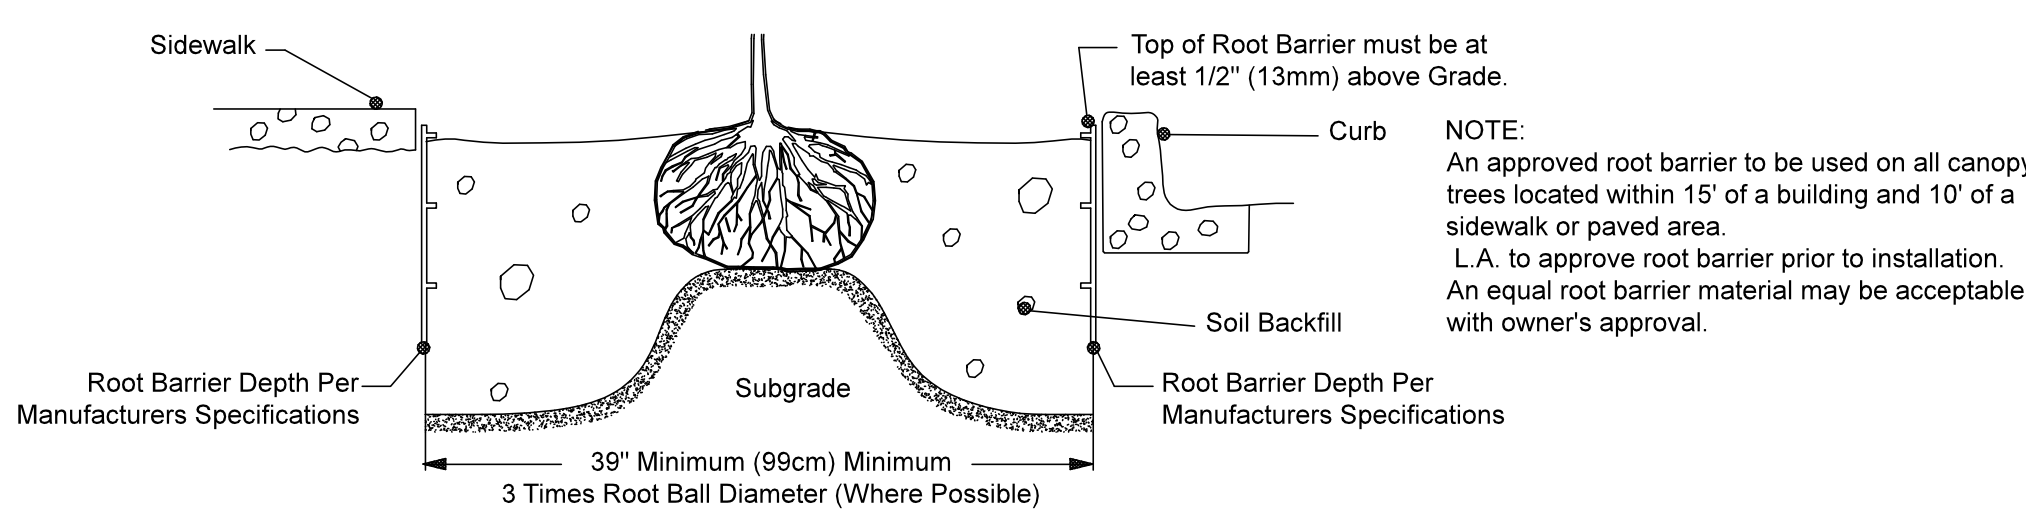 Sidewalk
Top of Root Barrier must be at
least 1/2" (13mm) above Grade.
Curb
NOTE:
An approved root barrier to be used on all canopy
trees located within 15' of a building and 10' of a
sidewalk or paved area.
L.A. to approve root barrier prior to installation.
An equal root barrier material may be acceptable
with owner's approval.
Soil Backfill
Root Barrier Depth Per
Manufacturers Specifications
Subgrade
Root Barrier Depth Per
Manufacturers Specifications
39" Minimum (99cm) Minimum
3 Times Root Ball Diameter (Where Possible)